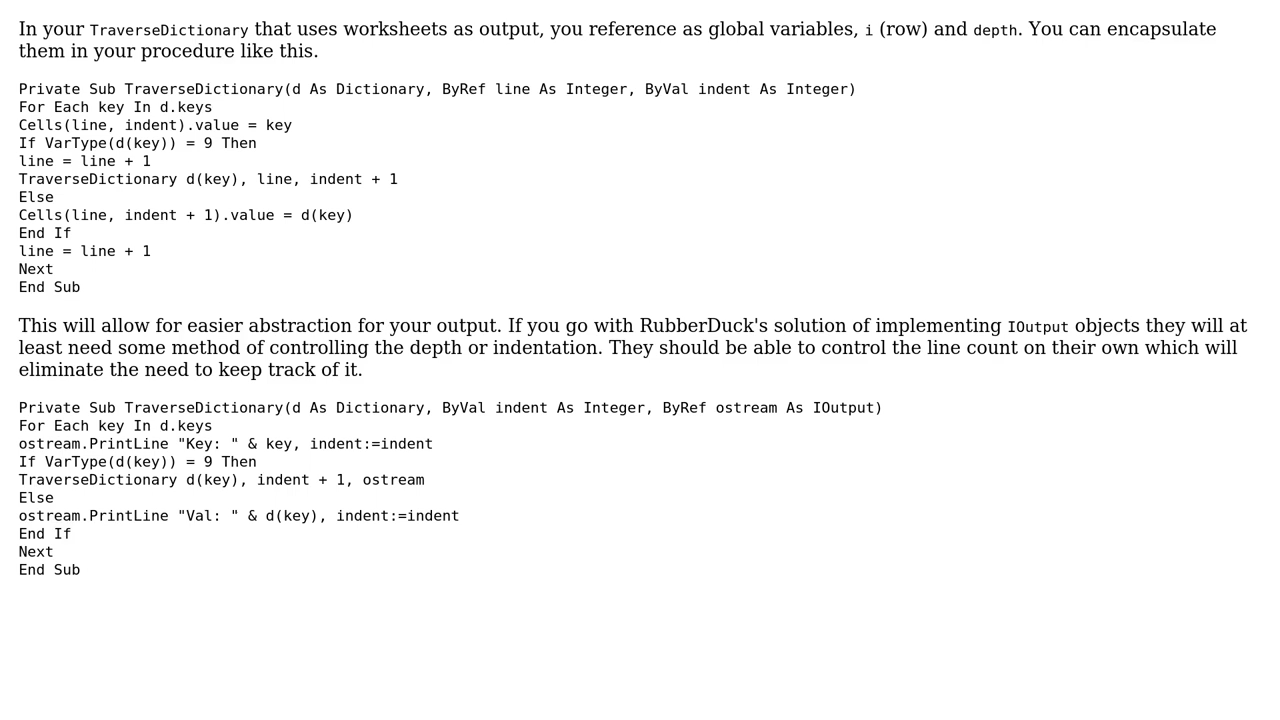 In your TraverseDictionary that uses worksheets as output, you reference as global variables, i (row) and depth. You can encapsulate
them in your procedure like this.
Private Sub TraverseDictionary(d As Dictionary, ByRef line As Integer, ByVal indent As Integer)
For Each key In d.keys
Cells(line, indent).value = key
If VarType(d(key)) = 9 Then
line = line + 1
TraverseDictionary d(key), line, indent + 1
Else
Cells(line, indent + 1).value = d(key)
End If
line = line + 1
Next
End Sub
This will allow for easier abstraction for your output. If you go with RubberDuck's solution of implementing IOutput objects they will at
least need some method of controlling the depth or indentation. They should be able to control the line count on their own which will
eliminate the need to keep track of it.
Private Sub TraverseDictionary(d As Dictionary, ByVal indent As Integer, ByRef ostream As IOutput)
For Each key In d.keys
ostream.PrintLine "Key: " & key, indent:=indent
If VarType(d(key)) = 9 Then
TraverseDictionary d(key), indent + 1, ostream
Else
ostream.PrintLine "Val: " & d(key), indent:=indent
End If
Next
End Sub